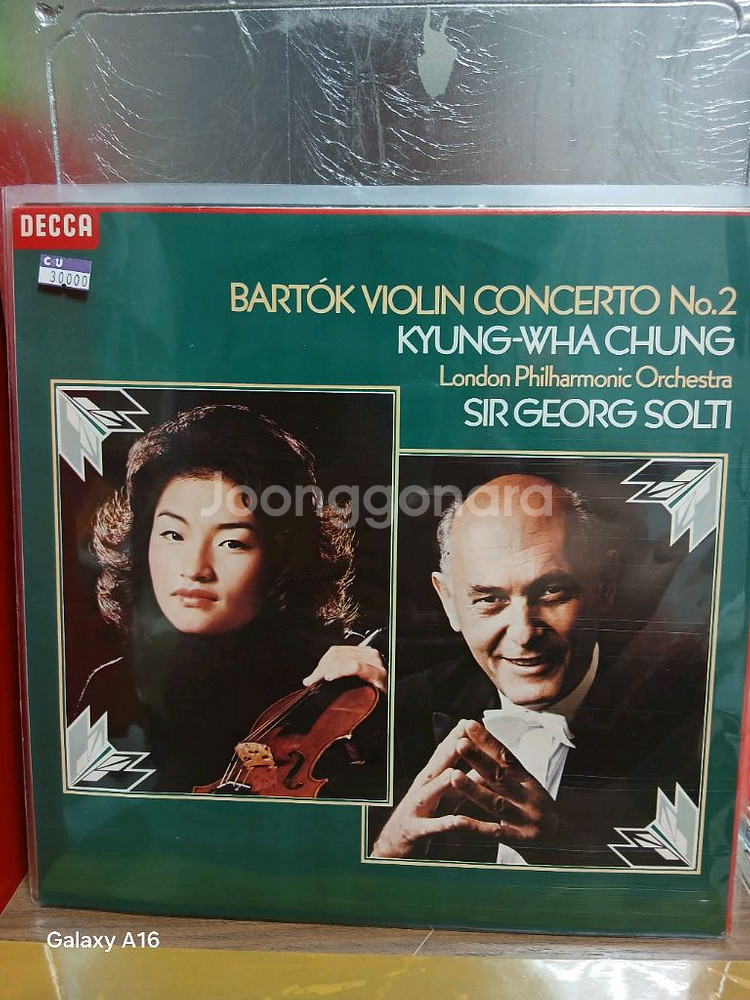 DECCA
CU
30000
BARTÓK VIOLIN CONCERTO No.2
KYUNG-WHA CHUNG
London Philharmonic Orchestra
SIR GEORG SOLTI
Joonggonara
Galaxy A16